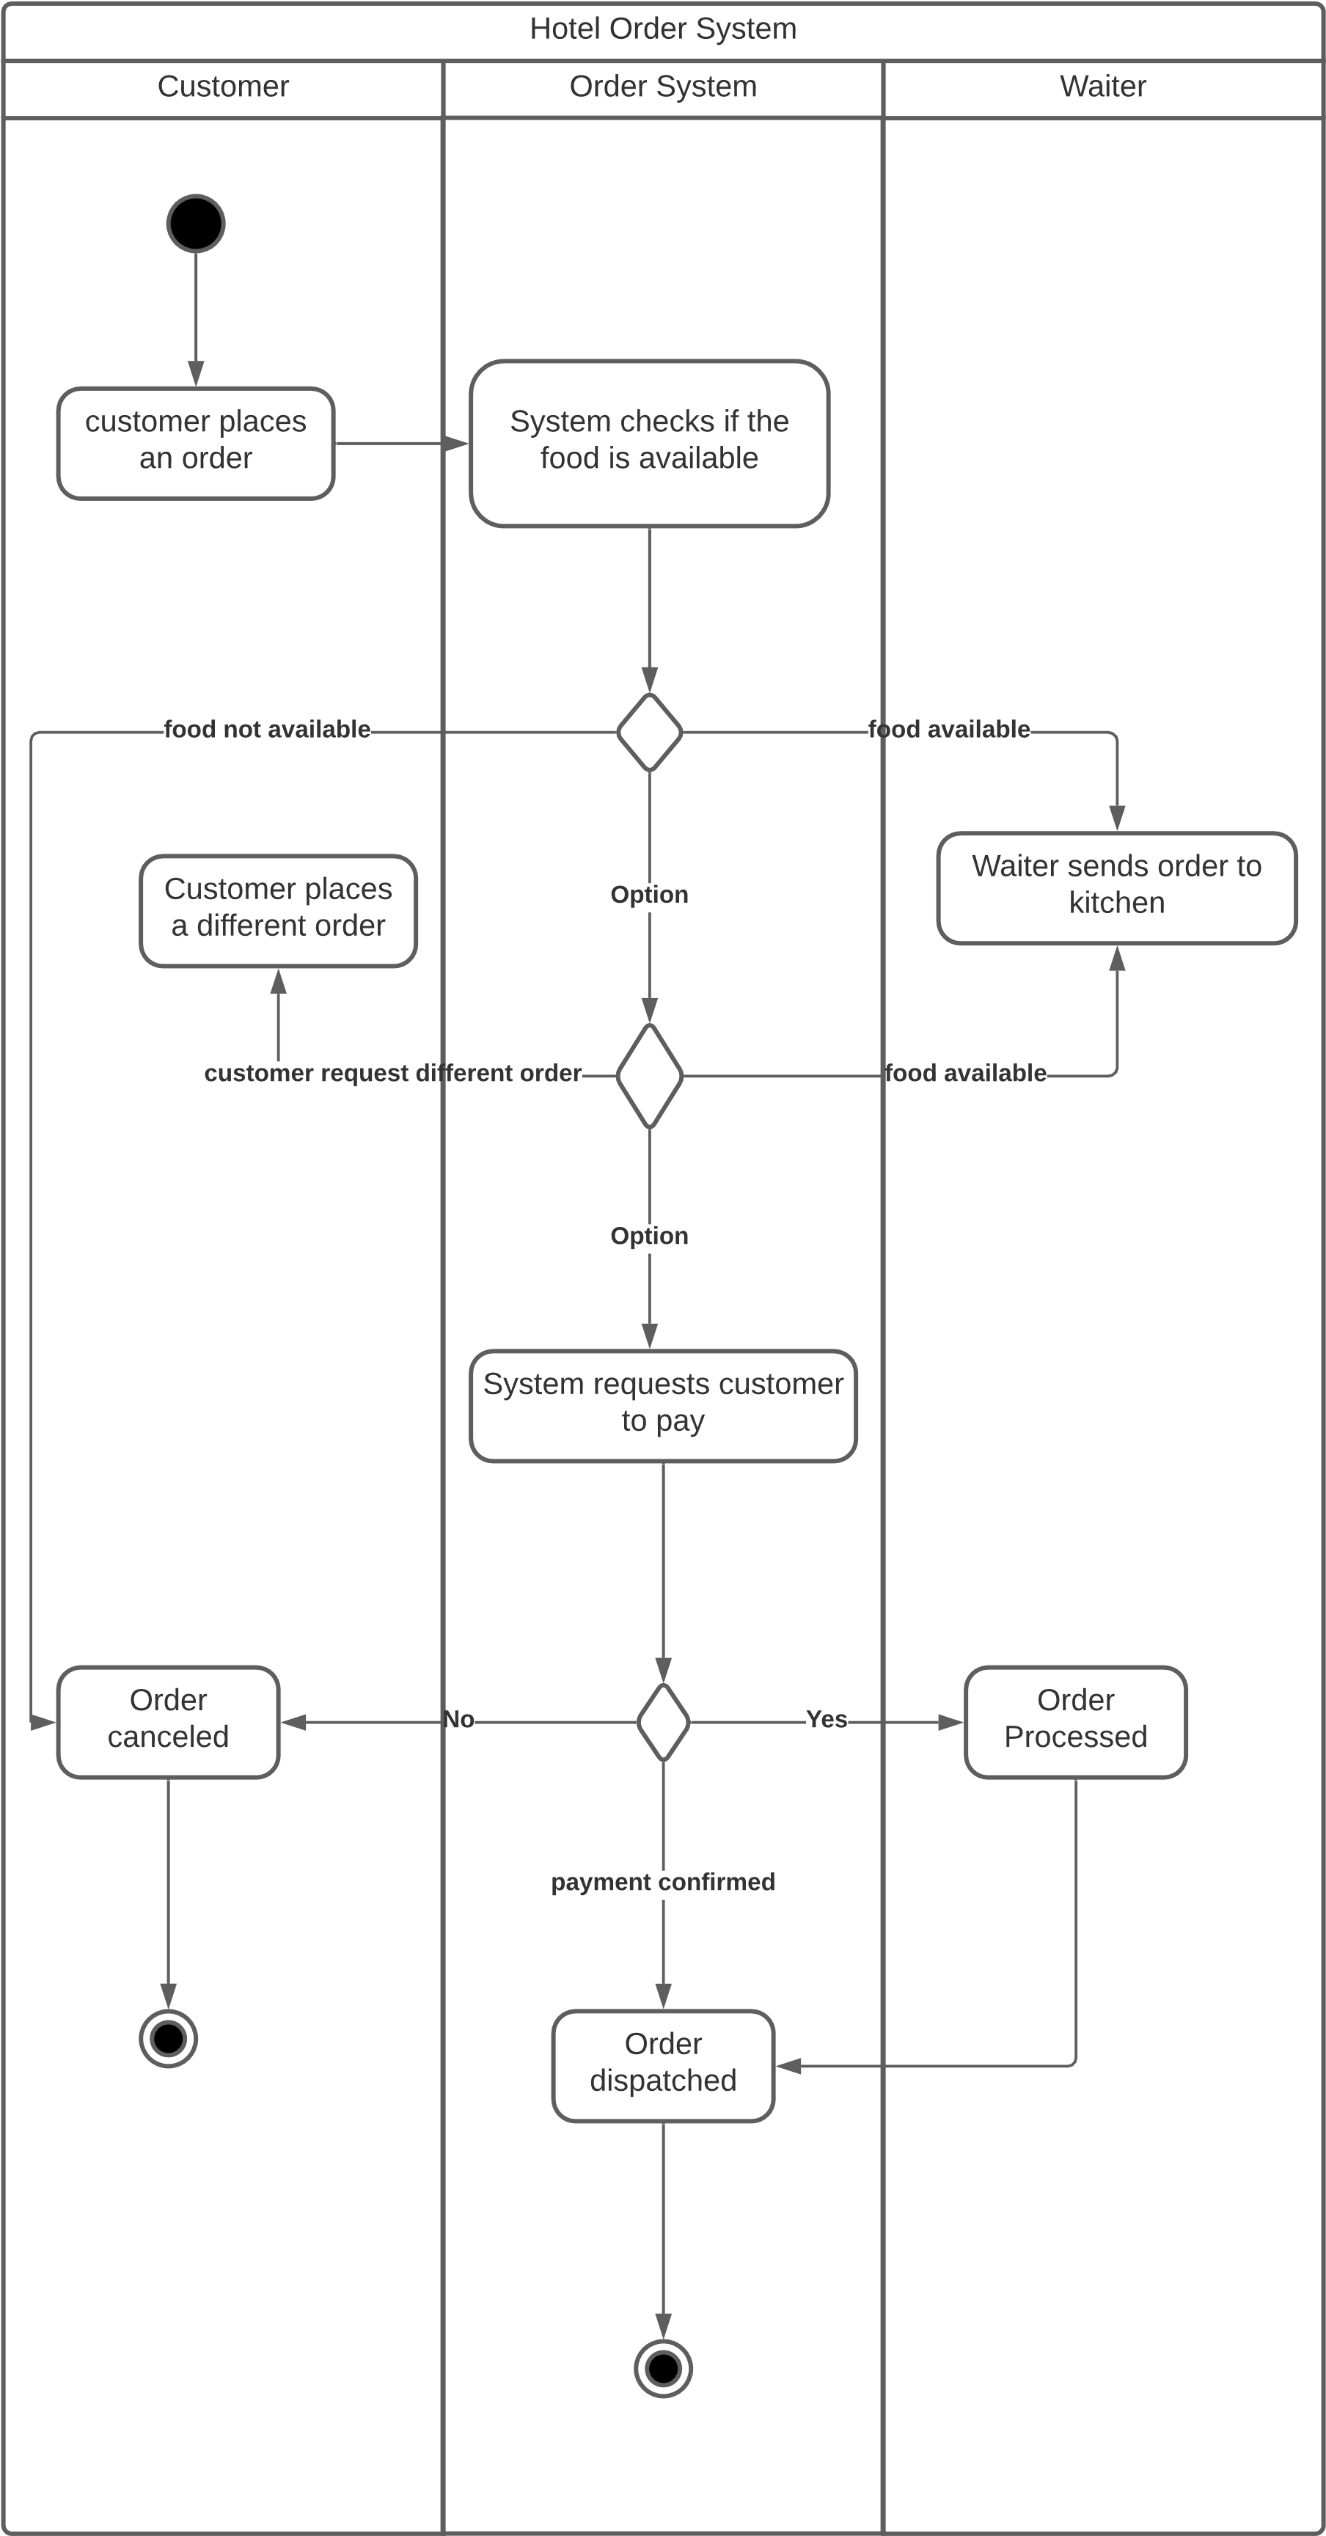 Hotel Order System
Customer
Order System
Waiter
customer places
an order
System checks if the
food is available
food not available
food available
Customer places
a different order
Option
Waiter sends order to
kitchen
customer request different order
food available
Option
System requests customer
to pay
Order
canceled
No
Yes
Order
Processed
payment confirmed
Order
dispatched